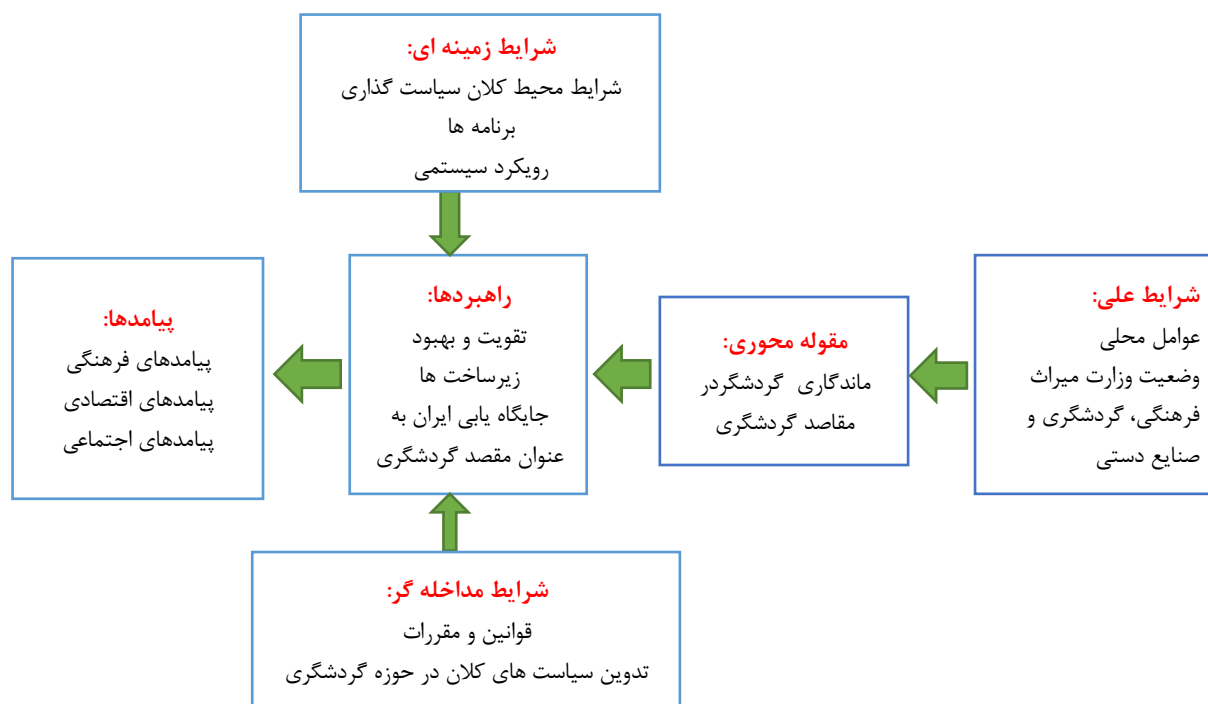 شرایط زمینه ای:
شرایط محیط کلان سیاست گذاری
برنامه ها
رویکرد سیستمی
شرایط علی:
عوامل محلی
وضعیت وزارت میراث
فرهنگی، گردشگری و
صنایع دستی
مقوله محوری:
ماندگاری گردشگردر
مقاصد گردشگری
راهبردها:
تقویت و بهبود
زیرساخت ها
جایگاه یابی ایران به
عنوان مقصد گردشگری
پیامدها:
پیامدهای فرهنگی
پیامدهای اقتصادی
پیامدهای اجتماعی
شرایط مداخله گر:
قوانین و مقررات
تدوین سیاست های کلان در حوزه گردشگری